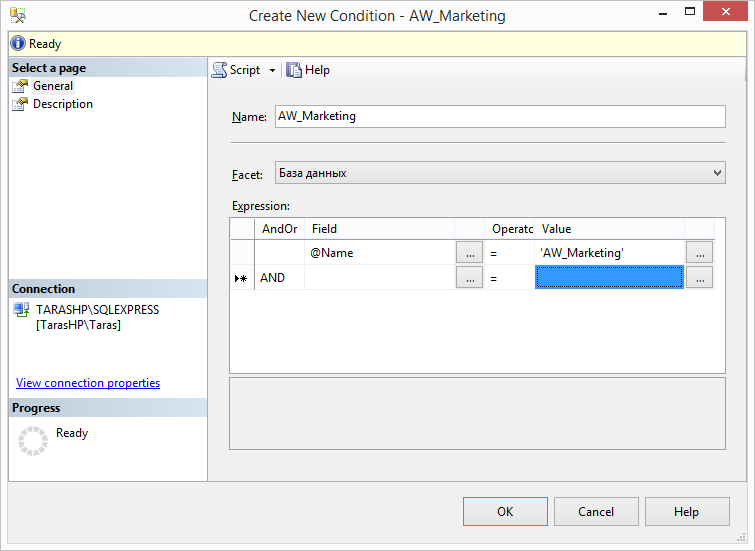 Create New Condition - AW_Marketing
Ready
Select a page
General
Description
Script Help
Name: AW_Marketing
Facet: База данных
Expression:
AndOr Field Operato Value
@Name ... = 'AW_Marketing' ...
AND ... = ...
Connection
TARASHP\SQLEXPRESS
[TarasHP\Taras]
View connection properties
Progress
Ready
OK Cancel Help